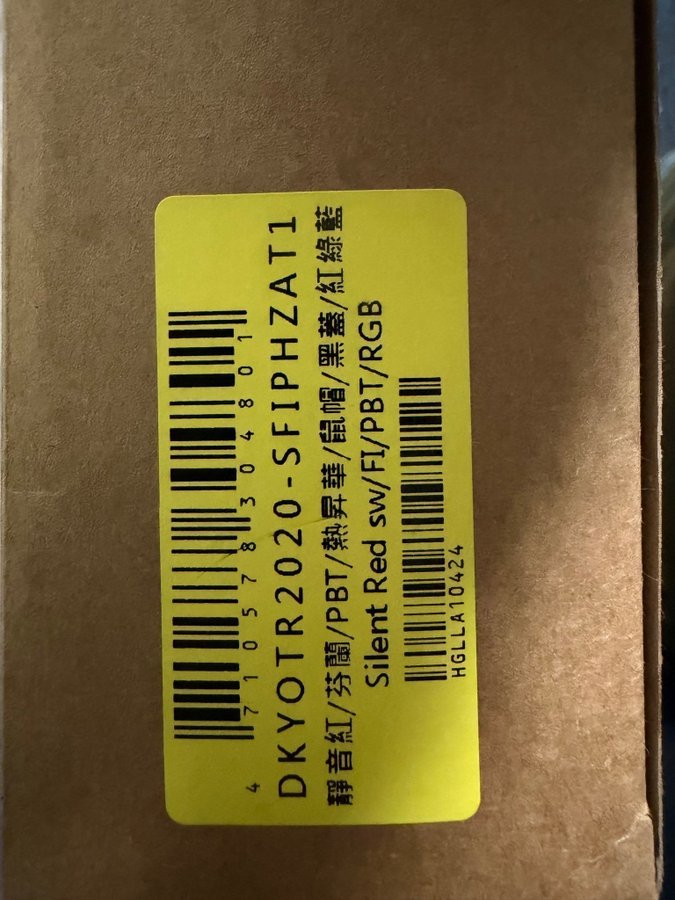 4 710578 304801
DKYOTR2020-SFIPHZAT1
靜音紅/芬蘭/PBT/熱昇華/鼠帽/黑蓋/紅綠藍
Silent Red sw/FI/PBT/RGB
HGLLA10424